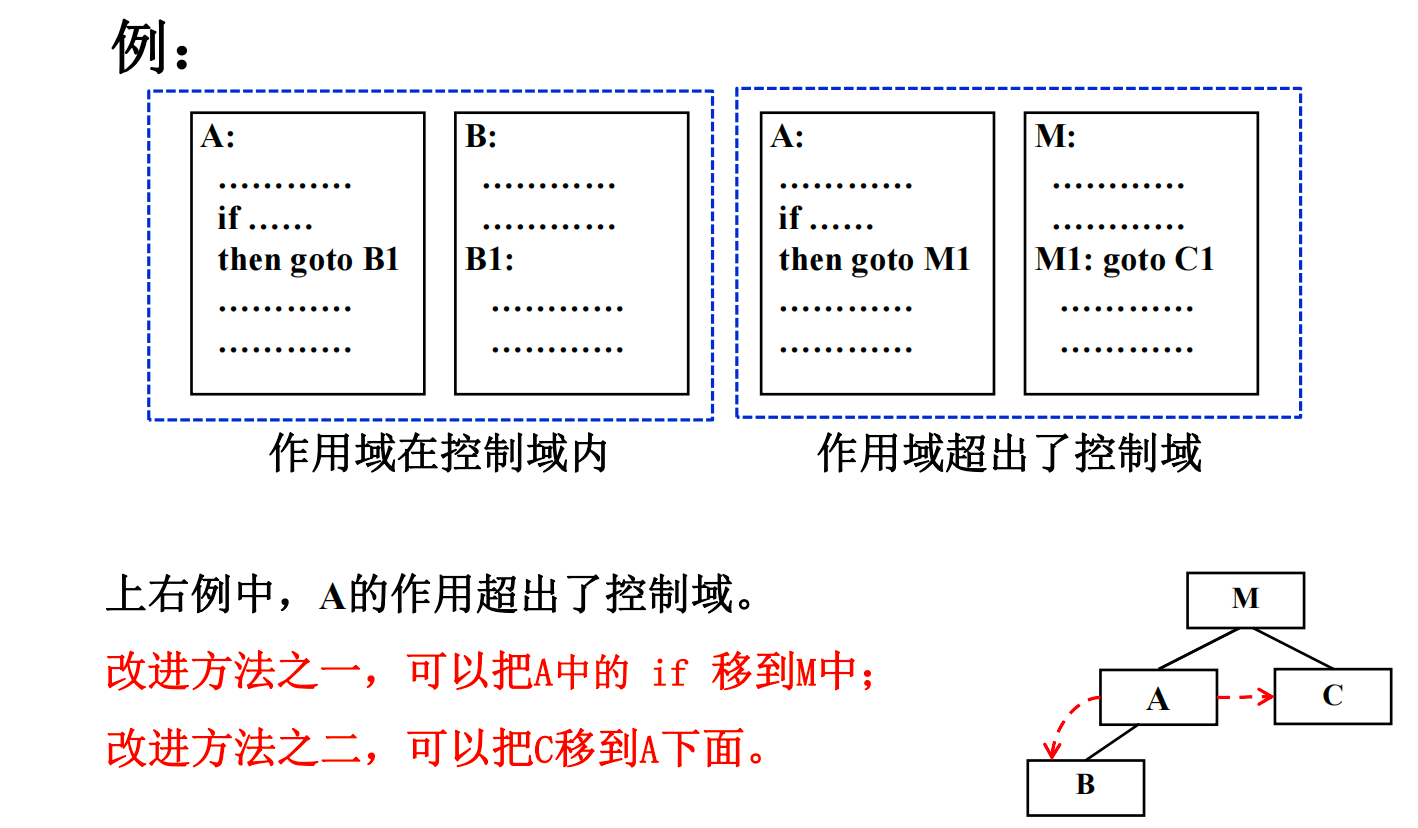 例：
A:
…………
if ……
then goto B1
…………
…………
B:
…………
…………
B1:
…………
…………
A:
…………
if ……
then goto M1
…………
…………
M:
…………
…………
M1: goto C1
…………
…………
作用域在控制域内
作用域超出了控制域
上右例中，A的作用超出了控制域。
改进方法之一，可以把A中的 if 移到M中；
改进方法之二，可以把C移到A下面。
M
A
C
B